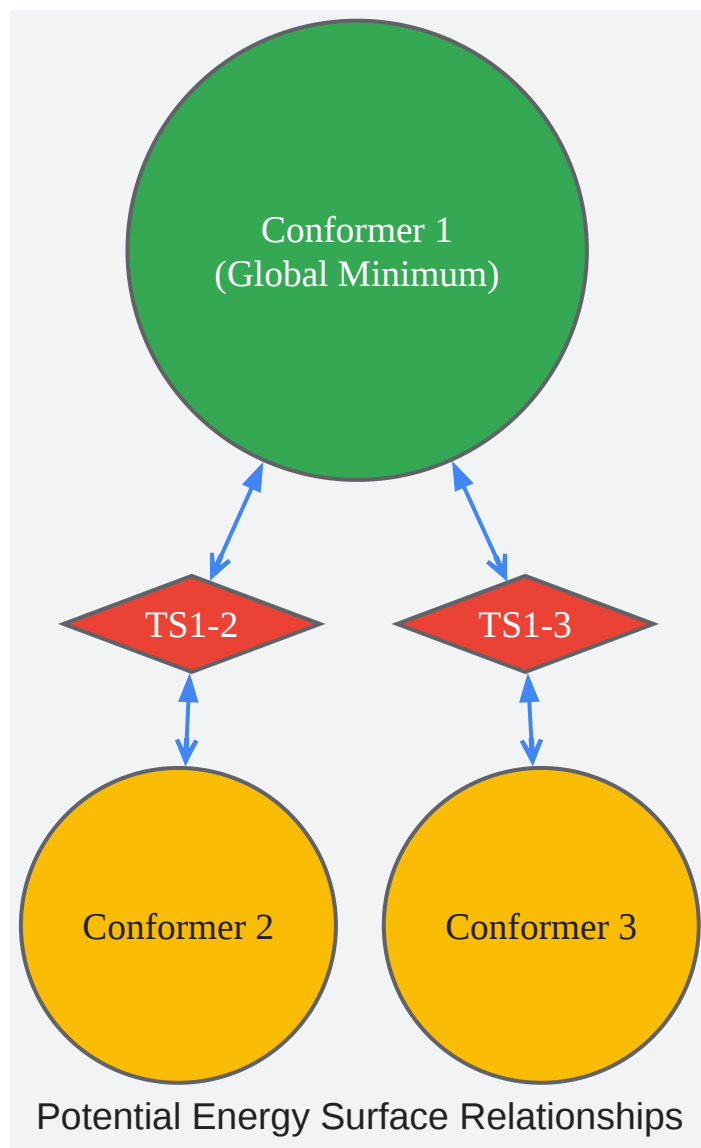 Conformer 1
(Global Minimum)
TS1-2
TS1-3
Conformer 2
Conformer 3
Potential Energy Surface Relationships